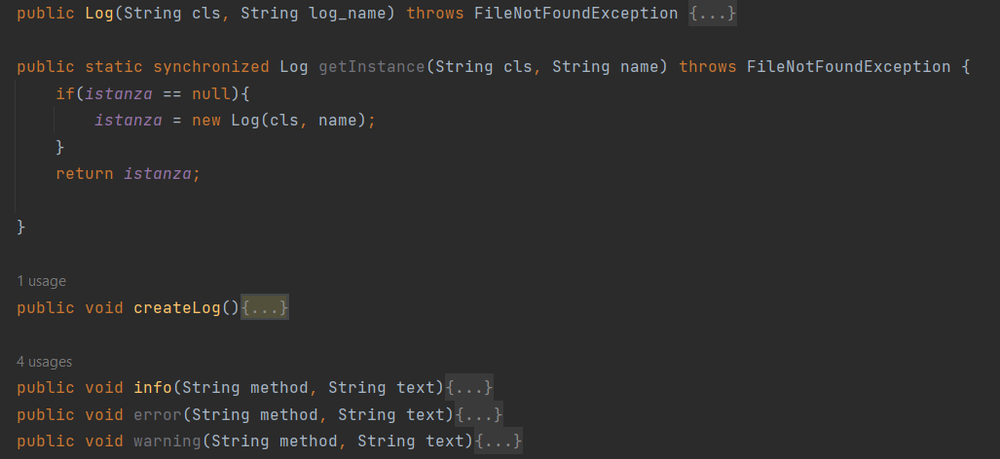 public Log(String cls, String log_name) throws FileNotFoundException {...}
public static synchronized Log getInstance(String cls, String name) throws FileNotFoundException {
if(istanza == null){
istanza = new Log(cls, name);
}
return istanza;
}
1 usage
public void createLog(){...}
4 usages
public void info(String method, String text){...}
public void error(String method, String text){...}
public void warning(String method, String text){...}